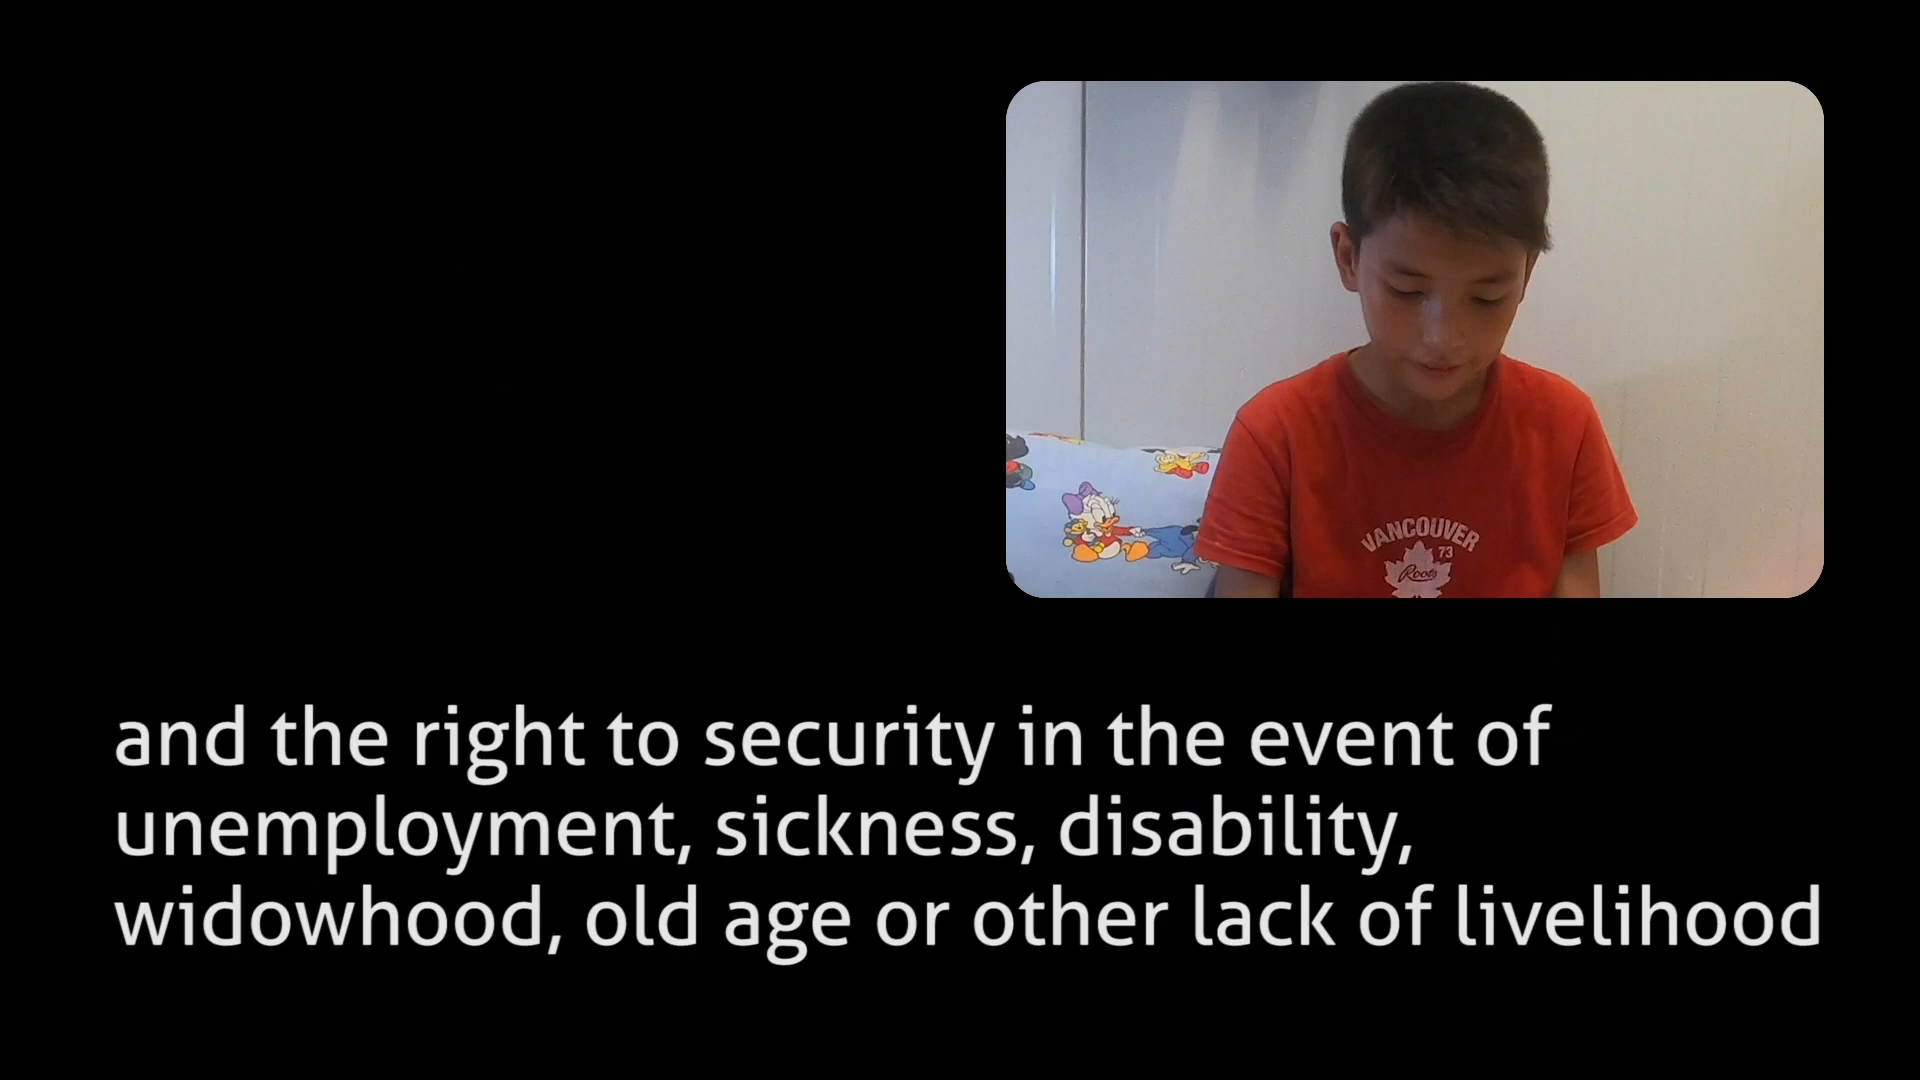 VANCOUVER
73
Roots
and the right to security in the event of
unemployment, sickness, disability,
widowhood, old age or other lack of livelihood